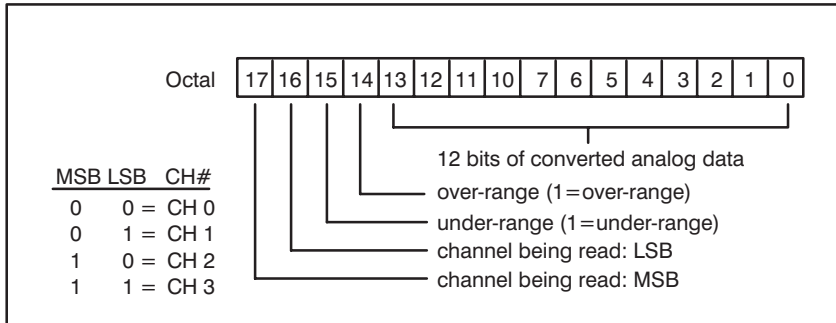 Octal 17 16 15 14 13 12 11 10 7 6 5 4 3 2 1 0
12 bits of converted analog data
over-range (1=over-range)
under-range (1=under-range)
channel being read: LSB
channel being read: MSB
MSB LSB CH#
0 0 = CH 0
0 1 = CH 1
1 0 = CH 2
1 1 = CH 3